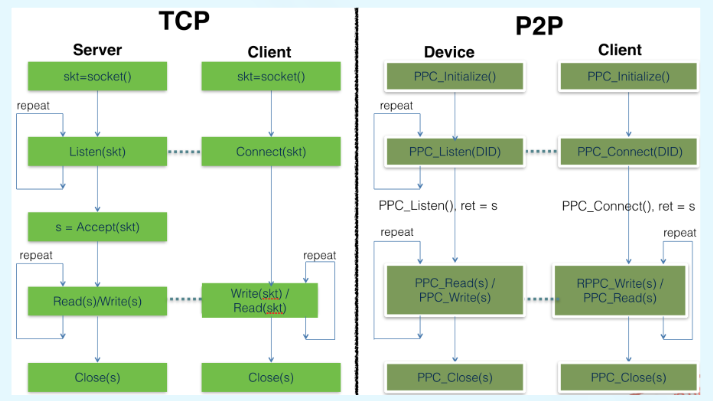 TCP
Server
Client
skt=socket()
skt=socket()
repeat
Listen(skt)
Connect(skt)
s = Accept(skt)
repeat
repeat
Read(s)/Write(s)
Write(skt) /
Read(skt)
Close(s)
Close(s)
P2P
Device
Client
PPC_Initialize()
PPC_Initialize()
repeat
PPC_Listen(DID)
PPC_Connect(DID)
PPC_Listen(), ret = s
PPC_Connect(), ret = s
repeat
repeat
PPC_Read(s) /
PPC_Write(s)
RPPC_Write(s) /
PPC_Read(s)
PPC_Close(s)
PPC_Close(s)